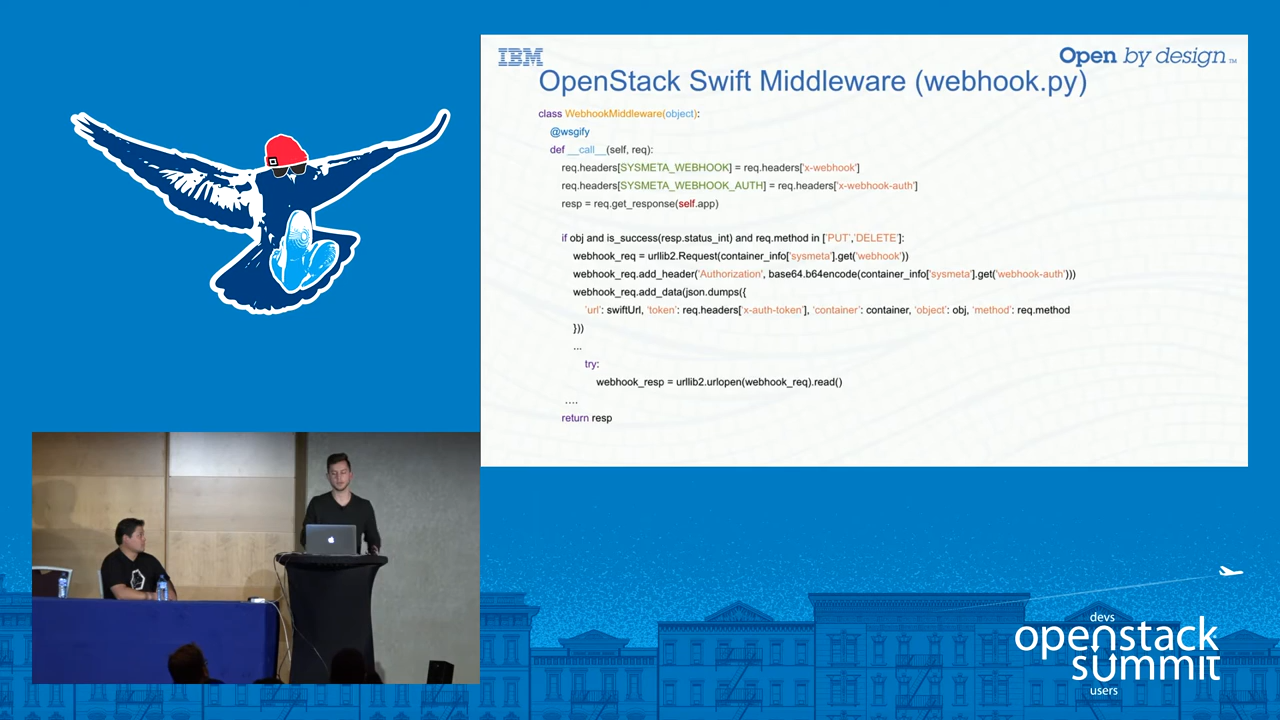 IBM
Open by design™
OpenStack Swift Middleware (webhook.py)
class WebhookMiddleware(object):
@wsgify
def __call__(self, req):
req.headers[SYSMETA_WEBHOOK] = req.headers['x-webhook']
req.headers[SYSMETA_WEBHOOK_AUTH] = req.headers['x-webhook-auth']
resp = req.get_response(self.app)
if obj and is_success(resp.status_int) and req.method in ['PUT','DELETE']:
webhook_req = urllib2.Request(container_info['sysmeta'].get('webhook'))
webhook_req.add_header('Authorization', base64.b64encode(container_info['sysmeta'].get('webhook-auth')))
webhook_req.add_data(json.dumps({
'url': swiftUrl, 'token': req.headers['x-auth-token'], 'container': container, 'object': obj, 'method': req.method
}))
...
try:
webhook_resp = urllib2.urlopen(webhook_req).read()
….
return resp
devs
openstack
summit
users